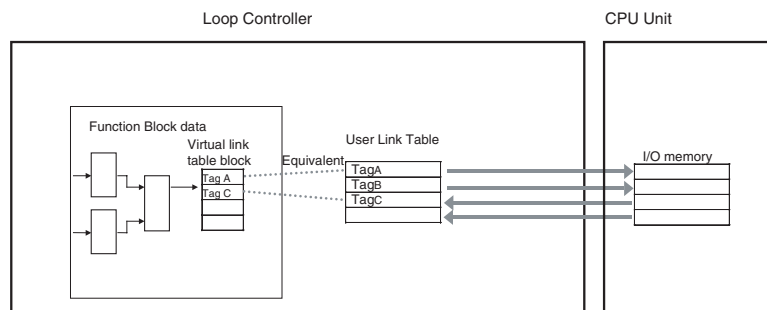 Loop Controller
CPU Unit
Function Block data
Virtual link
table block
Equivalent
User Link Table
I/O memory
Tag A
Tag C
TagA
TagB
TagC